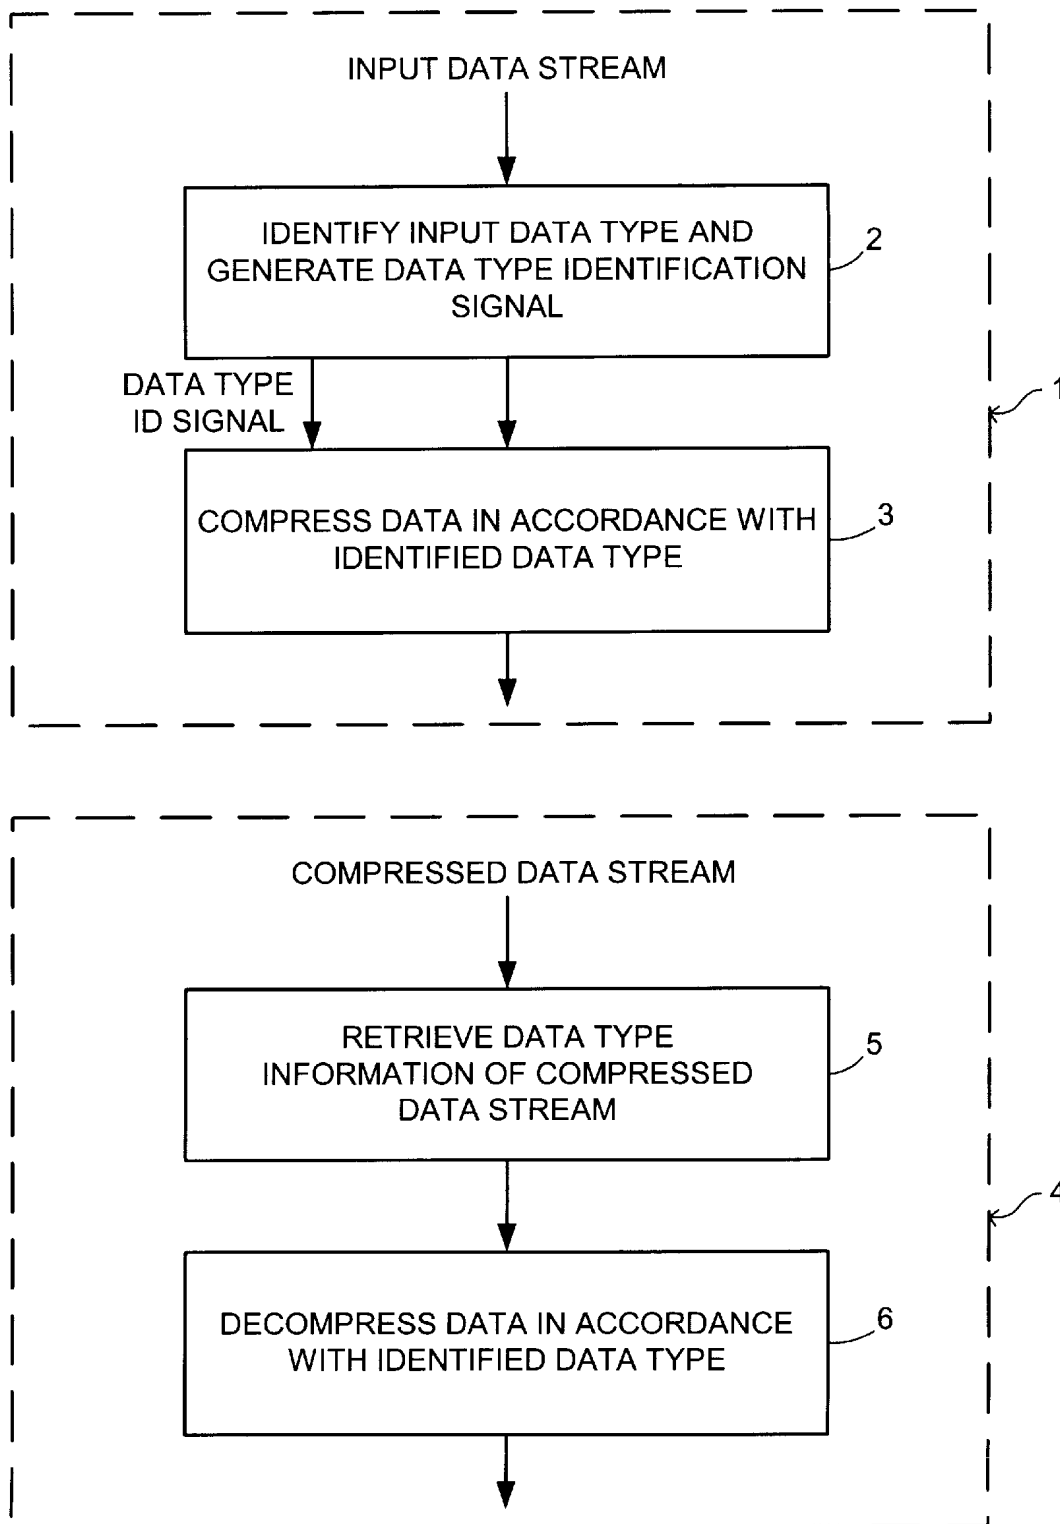 INPUT DATA STREAM
IDENTIFY INPUT DATA TYPE AND
GENERATE DATA TYPE IDENTIFICATION
SIGNAL
2
DATA TYPE
ID SIGNAL
1
COMPRESS DATA IN ACCORDANCE WITH
IDENTIFIED DATA TYPE
3
COMPRESSED DATA STREAM
RETRIEVE DATA TYPE
INFORMATION OF COMPRESSED
DATA STREAM
5
4
DECOMPRESS DATA IN ACCORDANCE
WITH IDENTIFIED DATA TYPE
6